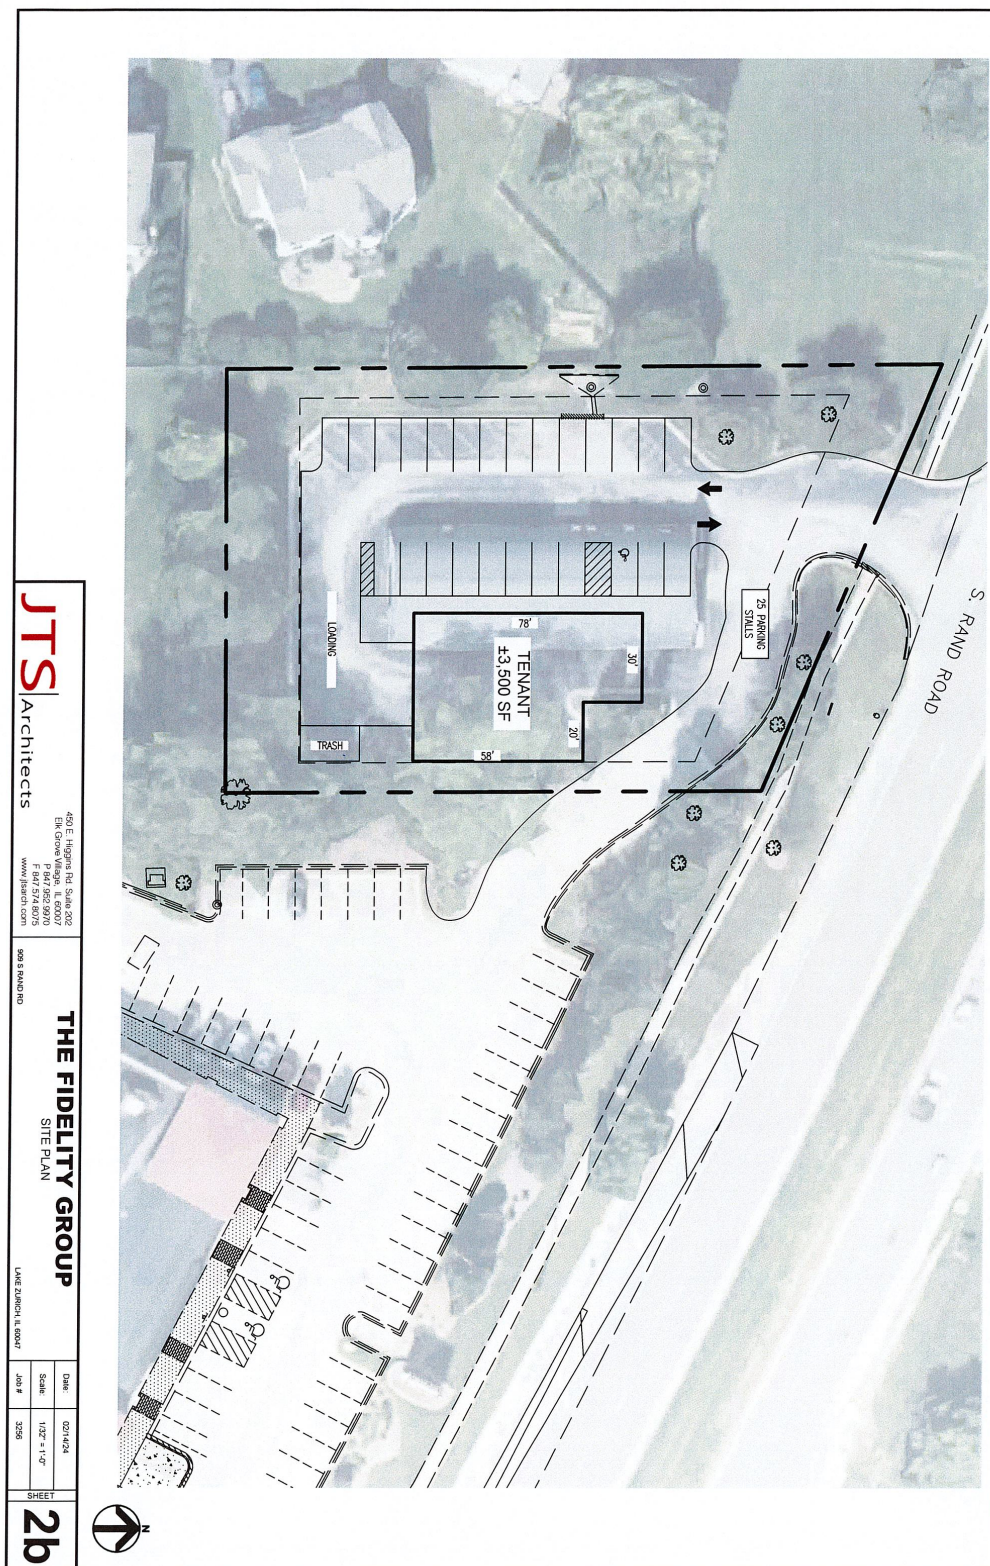 S. RAND ROAD
25 PARKING
STALLS
30'
78'
TENANT
±3,500 SF
20'
58'
LOADING
TRASH
JTS Architects
450 E. Higgins Rd. Suite 202
Elk Grove Village, IL 60007
P 847.952.9970
F 847.574.8075
www.jtsarch.com
909 S RAND RD
THE FIDELITY GROUP
SITE PLAN
LAKE ZURICH, IL 60047
Date: 02/14/24
Scale: 1/32" = 1'-0"
Job # 3256
SHEET
2b
N